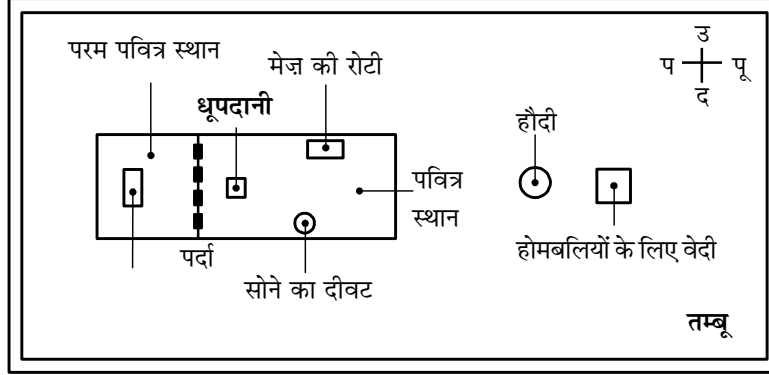 परम पवित्र स्थान
मेज़ की रोटी
उ
प
पू
द
धूपदानी
हौदी
पवित्र
स्थान
पर्दा
सोने का दीवट
होमबलियों के लिए वेदी
तम्बू